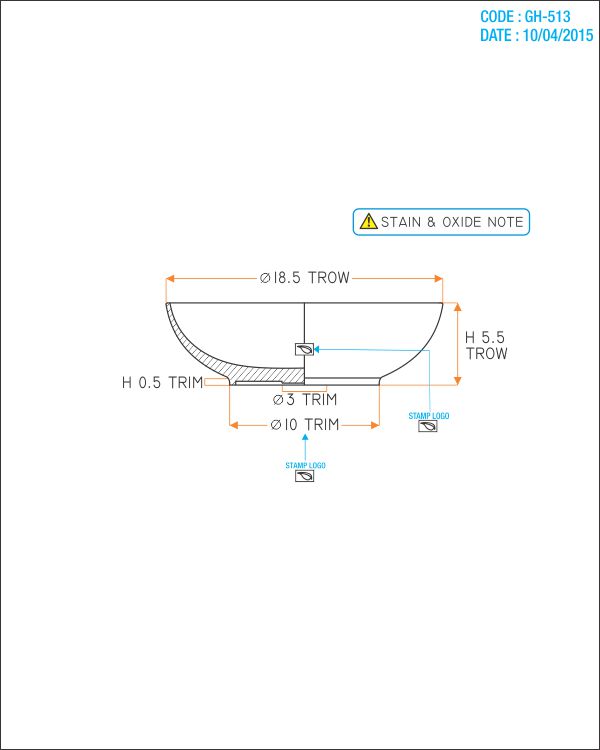 CODE : GH-513
DATE : 10/04/2015
STAIN & OXIDE NOTE
Ø18.5 TROW
H 5.5
TROW
H 0.5 TRIM
Ø3 TRIM
Ø10 TRIM
STAMP LOGO
STAMP LOGO